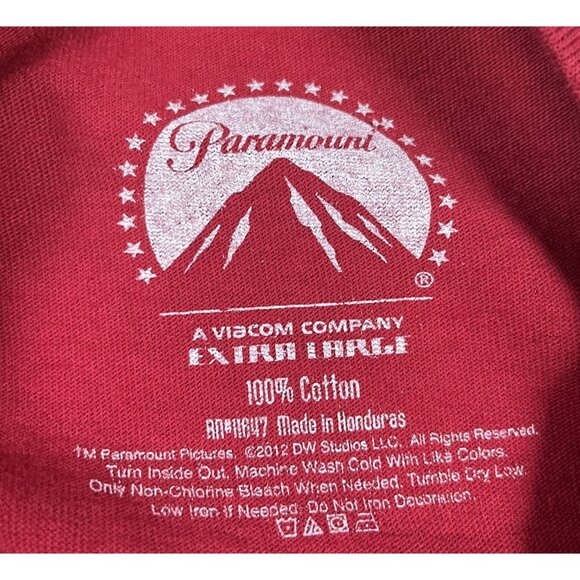 Paramount
®
A VIACOM COMPANY
EXTRA LARGE
100% Cotton
RN#11647 Made in Honduras
TM Paramount Pictures. ©2012 DW Studios LLC. All Rights Reserved.
Turn Inside Out. Machine Wash Cold With Like Colors.
Only Non-Chlorine Bleach When Needed. Tumble Dry Low.
Low Iron if Needed. Do Not Iron Decoration.